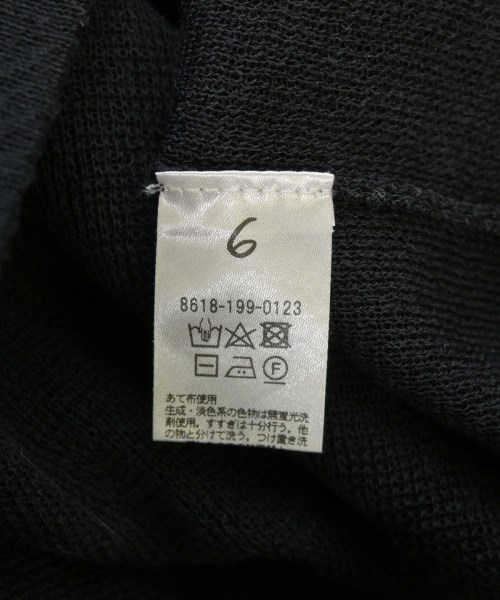 6
8618-199-0123
F
あて布使用
生成・淡色系の色物は無蛍光洗
剤使用。すすぎは十分行う。他
の物と分けて洗う。つけ置き洗